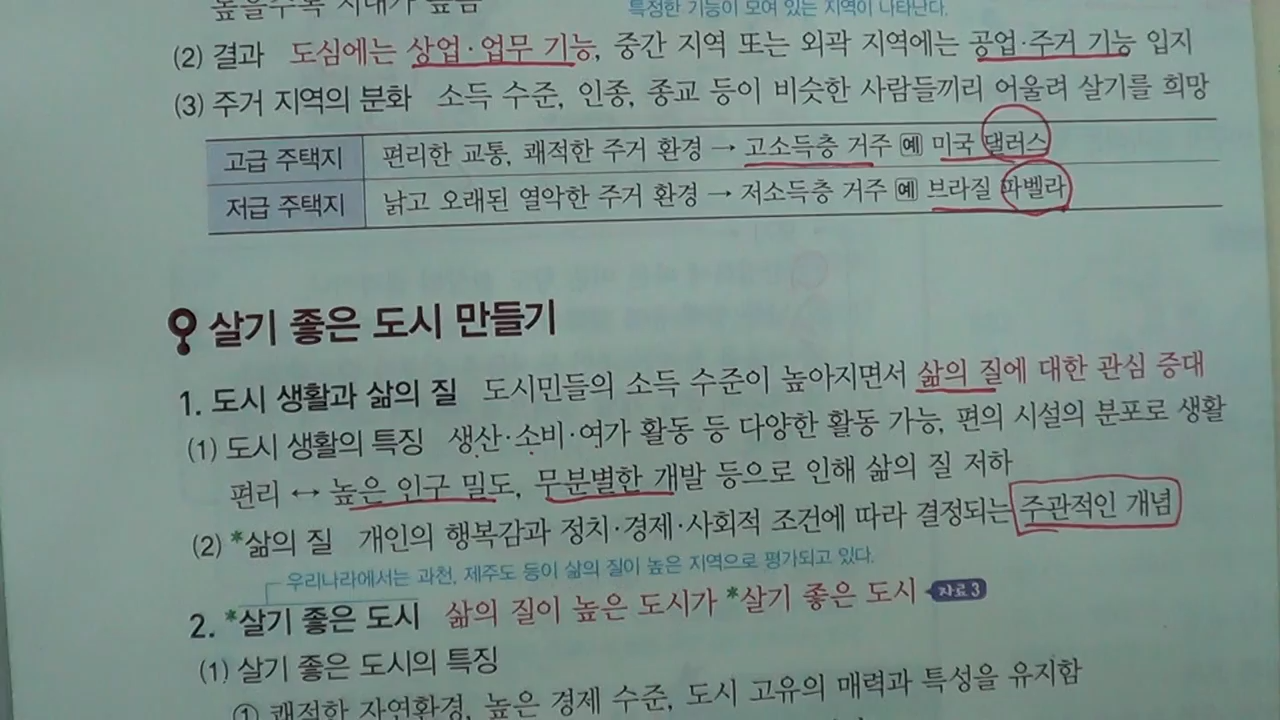 높을수록 지대가 높음
특정한 기능이 모여 있는 지역이 나타난다.
(2) 결과 도심에는 상업·업무 기능, 중간 지역 또는 외곽 지역에는 공업·주거 기능 입지
(3) 주거 지역의 분화 소득 수준, 인종, 종교 등이 비슷한 사람들끼리 어울려 살기를 희망
고급 주택지 편리한 교통, 쾌적한 주거 환경 → 고소득층 거주 예 미국 댈러스
저급 주택지 낡고 오래된 열악한 주거 환경 → 저소득층 거주 예 브라질 파벨라
살기 좋은 도시 만들기
1. 도시 생활과 삶의 질 도시민들의 소득 수준이 높아지면서 삶의 질에 대한 관심 증대
(1) 도시 생활의 특징 생산·소비·여가 활동 등 다양한 활동 가능, 편의 시설의 분포로 생활
편리 ↔ 높은 인구 밀도, 무분별한 개발 등으로 인해 삶의 질 저하
(2) *삶의 질 개인의 행복감과 정치·경제·사회적 조건에 따라 결정되는 주관적인 개념
우리나라에서는 과천, 제주도 등이 삶의 질이 높은 지역으로 평가되고 있다.
2. *살기 좋은 도시 삶의 질이 높은 도시가 *살기 좋은 도시 자료3
(1) 살기 좋은 도시의 특징
① 쾌적한 자연환경, 높은 경제 수준, 도시 고유의 매력과 특성을 유지함